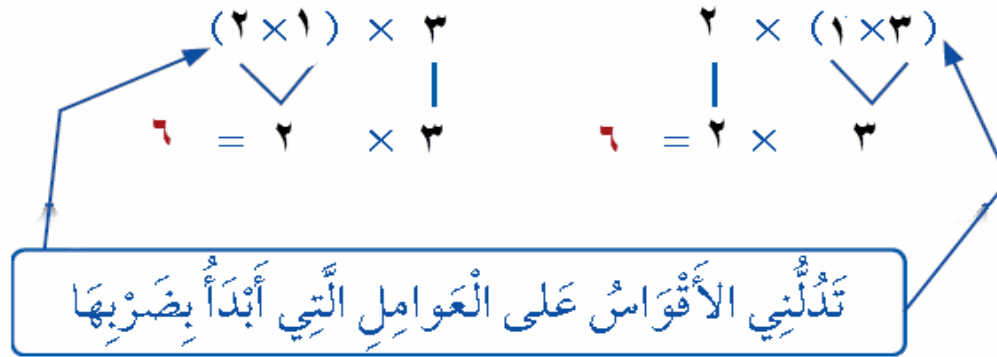 (٣×١) × ٢
٣ × ٢ = ٦
٣ × (١×٢)
٣ × ٢ = ٦
تَدُلُّنِي الأَقْوَاسُ عَلى الْعَوامِلِ الَّتِي أَبْدَأُ بِضَرْبِهَا